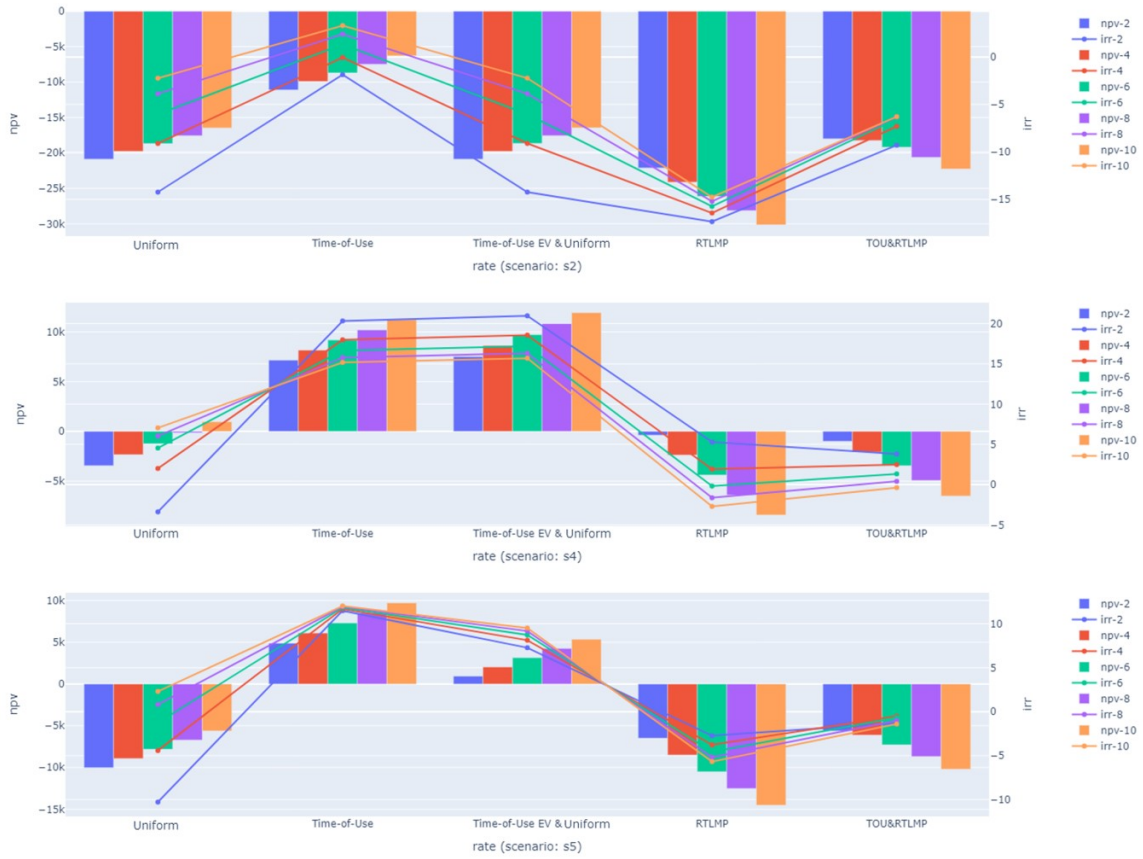 0
−5k
−10k
−15k
−20k
−25k
−30k
npv
0
−5
−10
−15
irr
Uniform
Time-of-Use
Time-of-Use EV & Uniform
RTLMP
TOU&RTLMP
rate (scenario: s2)
npv-2
irr-2
npv-4
irr-4
npv-6
irr-6
npv-8
irr-8
npv-10
irr-10
10k
5k
0
−5k
npv
20
15
10
5
0
−5
irr
Uniform
Time-of-Use
Time-of-Use EV & Uniform
RTLMP
TOU&RTLMP
rate (scenario: s4)
npv-2
irr-2
npv-4
irr-4
npv-6
irr-6
npv-8
irr-8
npv-10
irr-10
10k
5k
0
−5k
−10k
−15k
npv
10
5
0
−5
−10
irr
Uniform
Time-of-Use
Time-of-Use EV & Uniform
RTLMP
TOU&RTLMP
rate (scenario: s5)
npv-2
irr-2
npv-4
irr-4
npv-6
irr-6
npv-8
irr-8
npv-10
irr-10